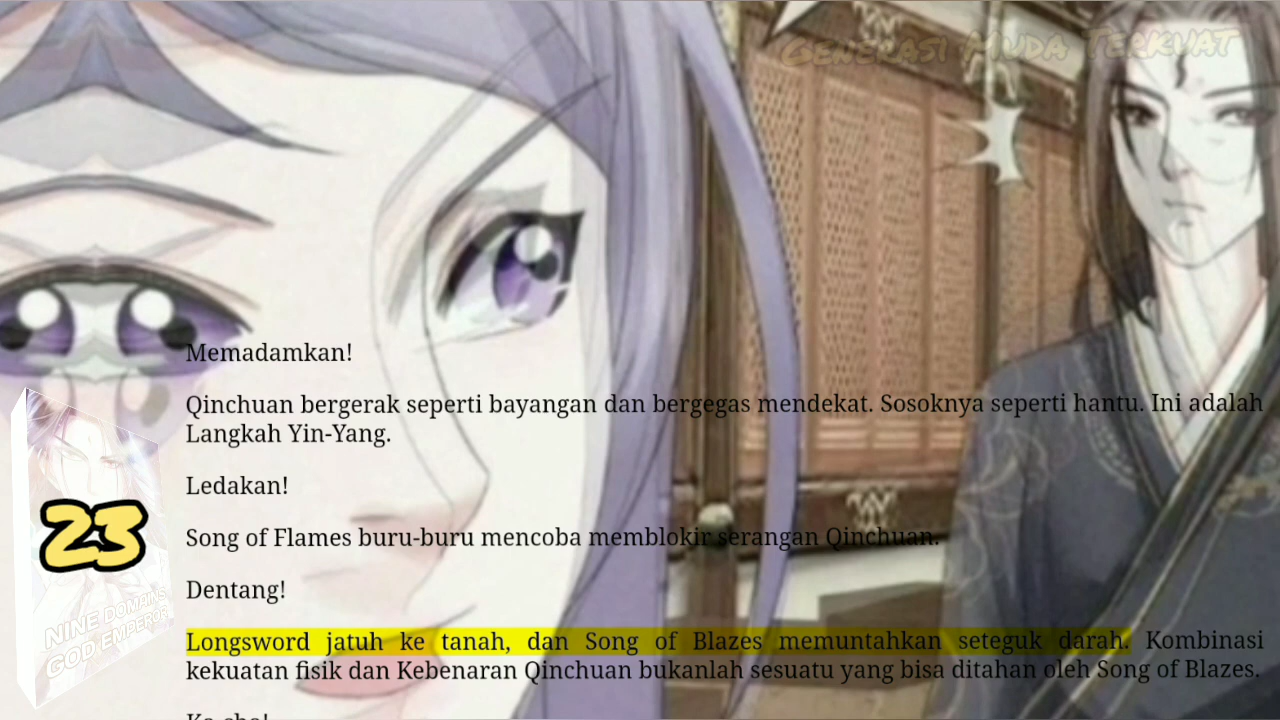 Generasi Muda Terkuat
Memadamkan!
Qinchuan bergerak seperti bayangan dan bergegas mendekat. Sosoknya seperti hantu. Ini adalah
Langkah Yin-Yang.
Ledakan!
Song of Flames buru-buru mencoba memblokir serangan Qinchuan.
Dentang!
Longsword jatuh ke tanah, dan Song of Blazes memuntahkan seteguk darah. Kombinasi
kekuatan fisik dan Kebenaran Qinchuan bukanlah sesuatu yang bisa ditahan oleh Song of Blazes.
23
NINE DOMAINS
GOD EMPEROR